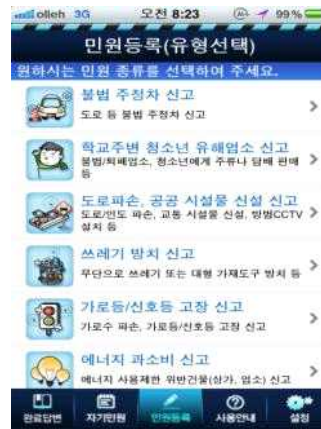 olleh 3G 오전 8:23 99%
민원등록(유형선택)
원하시는 민원 종류를 선택하여 주세요.
불법 주정차 신고
도로 등 불법 주정차 신고
학교주변 청소년 유해업소 신고
불법/퇴폐업소, 청소년에게 주류나 담배 판매
등
도로파손, 공공 시설물 신설 신고
도로/인도 파손, 교통 시설물 신설, 방범CCTV
설치 등
쓰레기 방치 신고
무단으로 쓰레기 또는 대형 가재도구 방치 등
가로등/신호등 고장 신고
가로수 파손, 가로등/신호등 고장 신고
에너지 과소비 신고
에너지 사용제한 위반건물(상가, 업소) 신고
완료답변 자기민원 민원등록 사용안내 설정